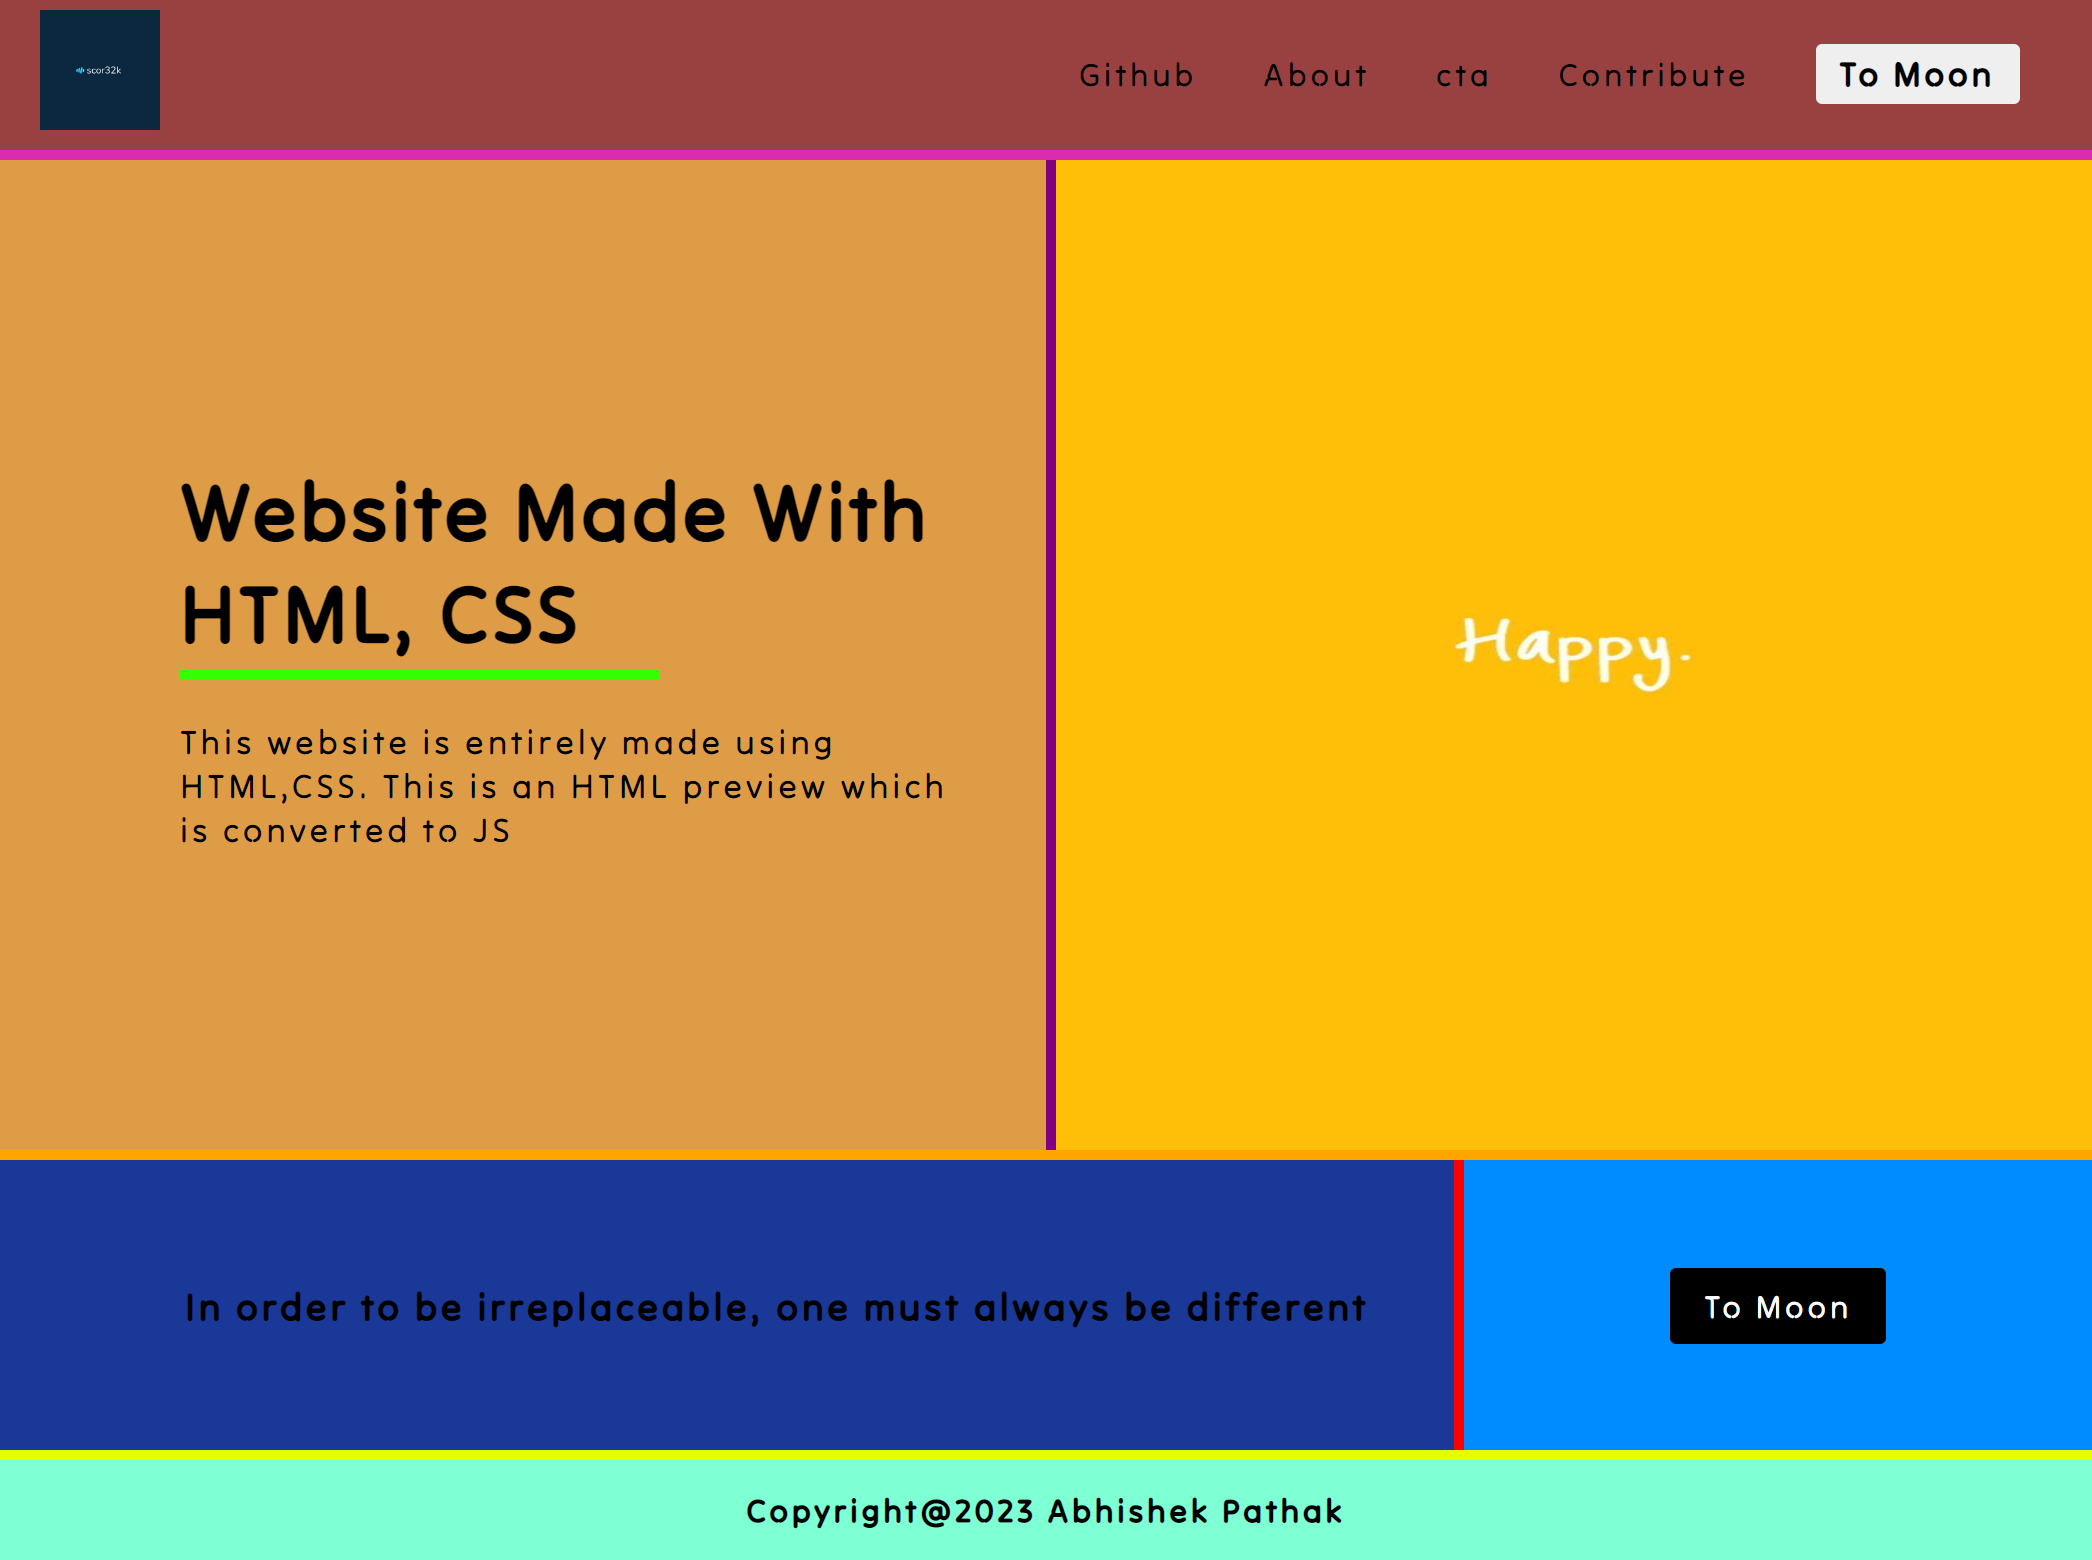 scor32k
Github About cta Contribute To Moon
Website Made With
HTML, CSS
This website is entirely made using
HTML,CSS. This is an HTML preview which
is converted to JS
Happy.
In order to be irreplaceable, one must always be different
To Moon
Copyright@2023 Abhishek Pathak